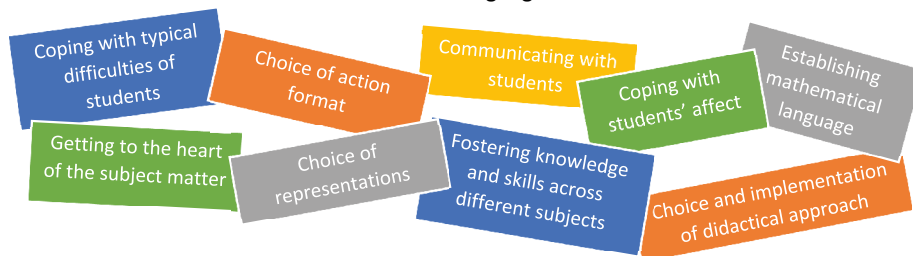 Coping with typical
difficulties of
students
Choice of action
format
Communicating with
students
Coping with
students' affect
Establishing
mathematical
language
Getting to the heart
of the subject matter
Choice of
representations
Fostering knowledge
and skills across
different subjects
Choice and implementation
of didactical approach